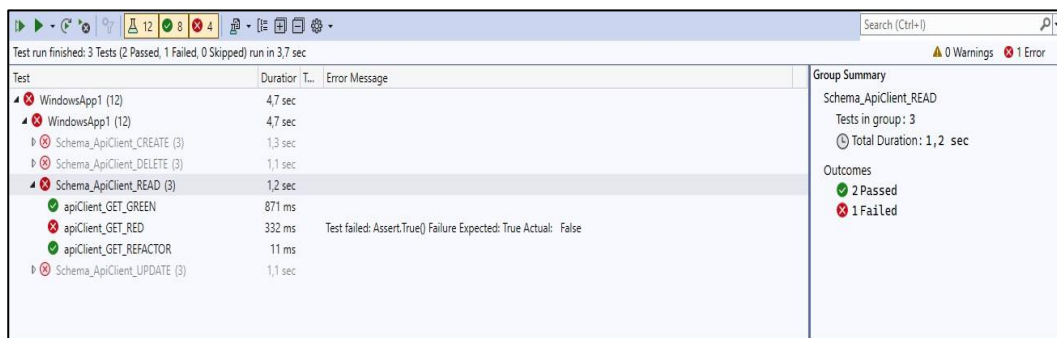 12 8 4
Search (Ctrl+I)
Test run finished: 3 Tests (2 Passed, 1 Failed, 0 Skipped) run in 3,7 sec
0 Warnings 1 Error
Test Duration T... Error Message
WindowsApp1 (12) 4,7 sec
WindowsApp1 (12) 4,7 sec
Schema_ApiClient_CREATE (3) 1,3 sec
Schema_ApiClient_DELETE (3) 1,1 sec
Schema_ApiClient_READ (3) 1,2 sec
apiClient_GET_GREEN 871 ms
apiClient_GET_RED 332 ms Test failed: Assert.True() Failure Expected: True Actual: False
apiClient_GET_REFACTOR 11 ms
Schema_ApiClient_UPDATE (3) 1,1 sec
Group Summary
Schema_ApiClient_READ
Tests in group: 3
Total Duration: 1,2 sec
Outcomes
2 Passed
1 Failed